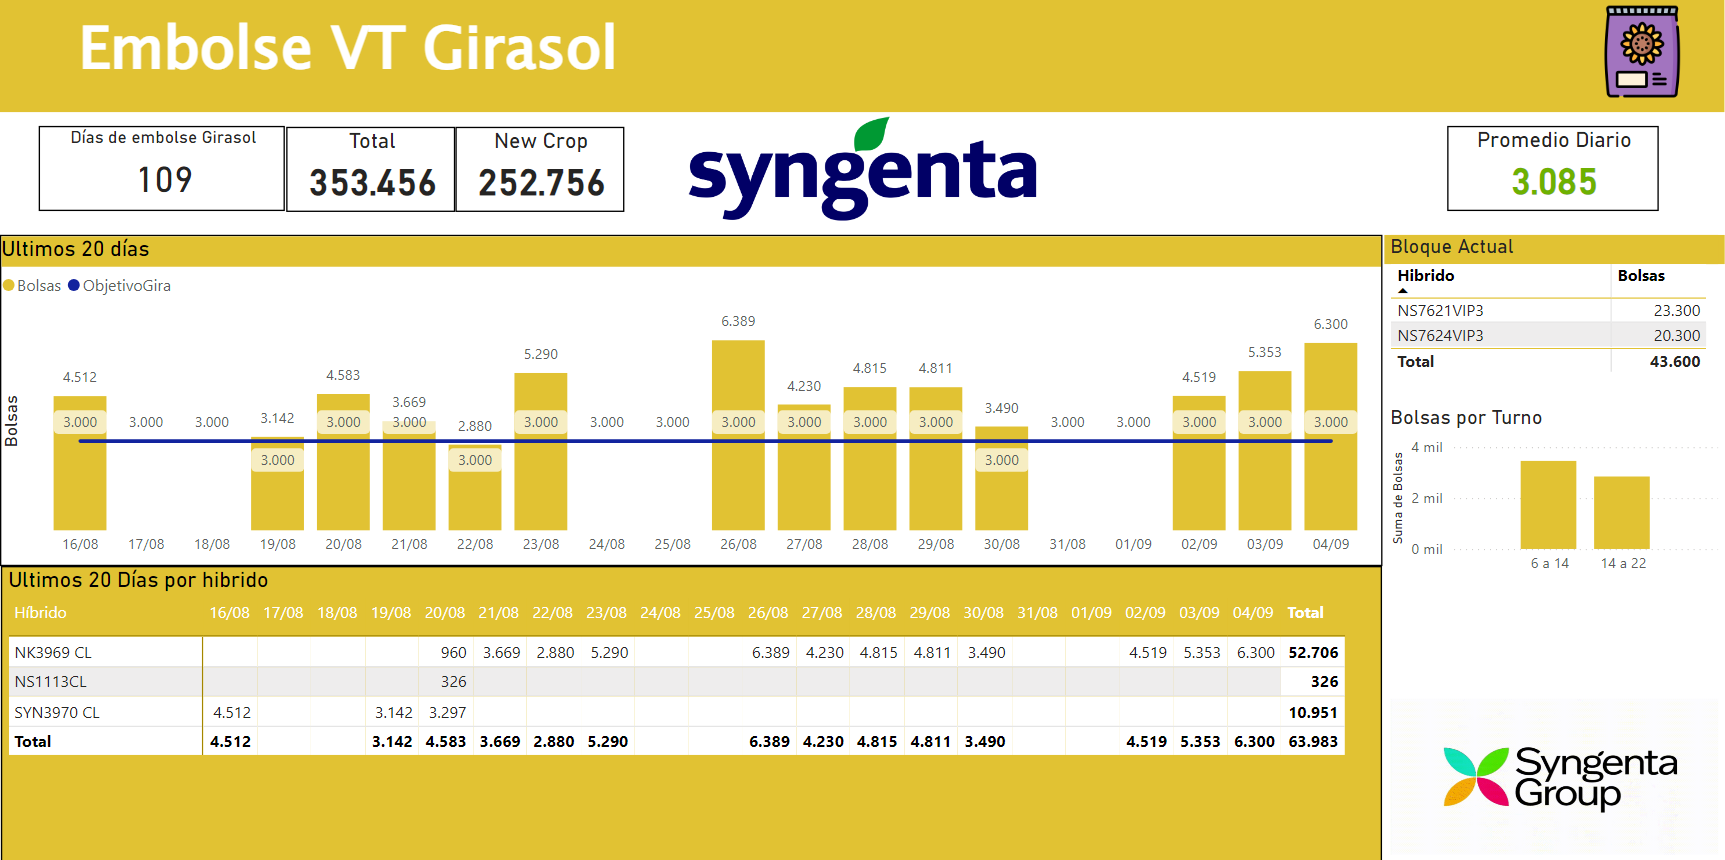 Embolse VT Girasol
Días de embolse Girasol
109
Total
353.456
New Crop
252.756
syngenta
Promedio Diario
3.085
Ultimos 20 días
Bolsas ObjetivoGira
Bolsas
6.389
6.300
5.290
5.353
4.512
4.583
4.815
4.811
4.519
4.230
3.669
3.490
3.142
2.880
3.000 3.000 3.000 3.000 3.000 3.000 3.000 3.000 3.000 3.000 3.000 3.000 3.000 3.000 3.000 3.000 3.000
3.000 3.000 3.000
16/08 17/08 18/08 19/08 20/08 21/08 22/08 23/08 24/08 25/08 26/08 27/08 28/08 29/08 30/08 31/08 01/09 02/09 03/09 04/09
Bloque Actual
Hibrido Bolsas
NS7621VIP3 23.300
NS7624VIP3 20.300
Total 43.600
Bolsas por Turno
Suma de Bolsas
4 mil
2 mil
0 mil
6 a 14 14 a 22
Ultimos 20 Días por hibrido
Híbrido 16/08 17/08 18/08 19/08 20/08 21/08 22/08 23/08 24/08 25/08 26/08 27/08 28/08 29/08 30/08 31/08 01/09 02/09 03/09 04/09 Total
NK3969 CL 960 3.669 2.880 5.290 6.389 4.230 4.815 4.811 3.490 4.519 5.353 6.300 52.706
NS1113CL 326 326
SYN3970 CL 4.512 3.142 3.297 10.951
Total 4.512 3.142 4.583 3.669 2.880 5.290 6.389 4.230 4.815 4.811 3.490 4.519 5.353 6.300 63.983
Syngenta
Group